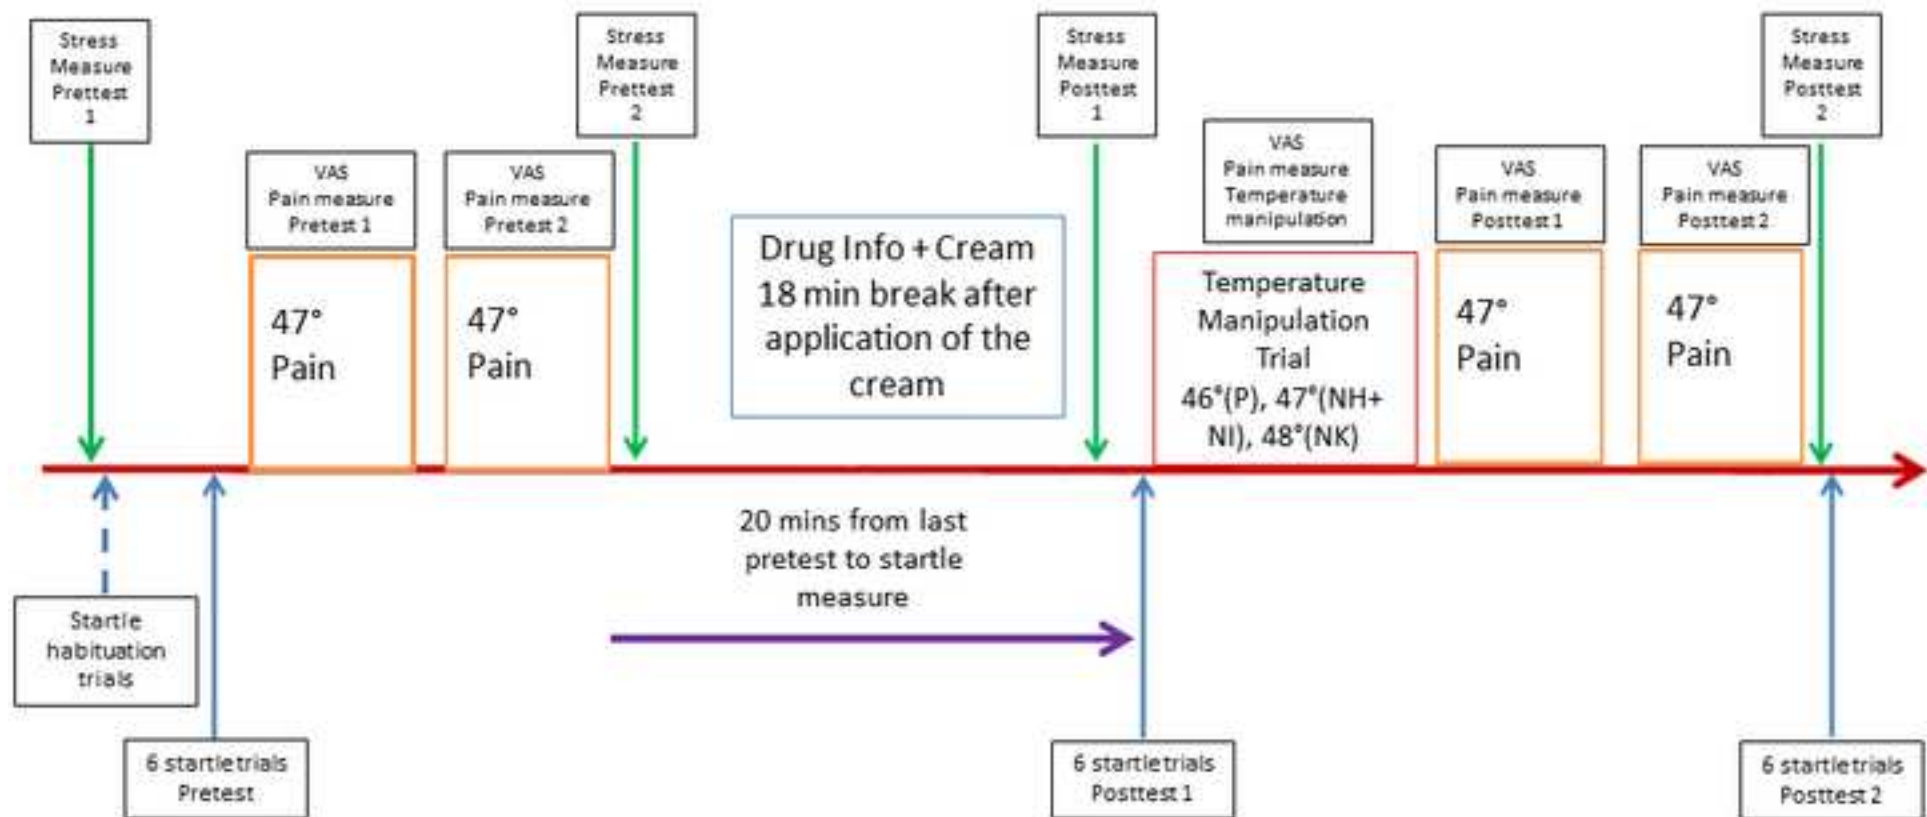 Stress
Measure
Prettest
1
Stress
Measure
Prettest
2
Stress
Measure
Posttest
1
Stress
Measure
Posttest
2
VAS
Pain measure
Pretest 1
VAS
Pain measure
Pretest 2
VAS
Pain measure
Temperature
manipulation
VAS
Pain measure
Posttest 1
VAS
Pain measure
Posttest 2
47°
Pain
47°
Pain
Drug Info + Cream
18 min break after
application of the
cream
Temperature
Manipulation
Trial
46°(P), 47°(NH+
NI), 48°(NK)
47°
Pain
47°
Pain
20 mins from last
pretest to startle
measure
Startle
habituation
trials
6 startle trials
Pretest
6 startle trials
Posttest 1
6 startle trials
Posttest 2